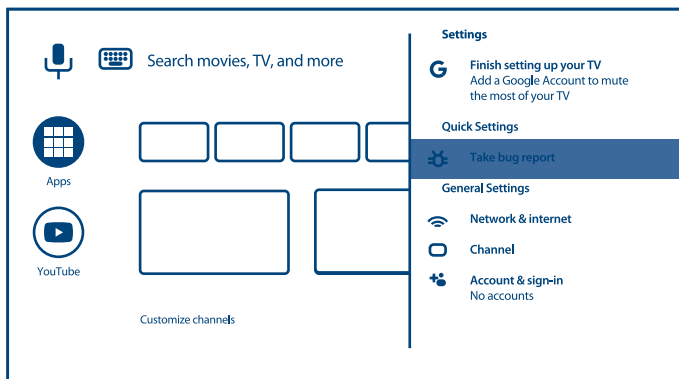 Search movies, TV, and more
Apps
YouTube
Customize channels
Settings
G
Finish setting up your TV
Add a Google Account to mute
the most of your TV
Quick Settings
Take bug report
General Settings
Network & internet
Channel
Account & sign-in
No accounts